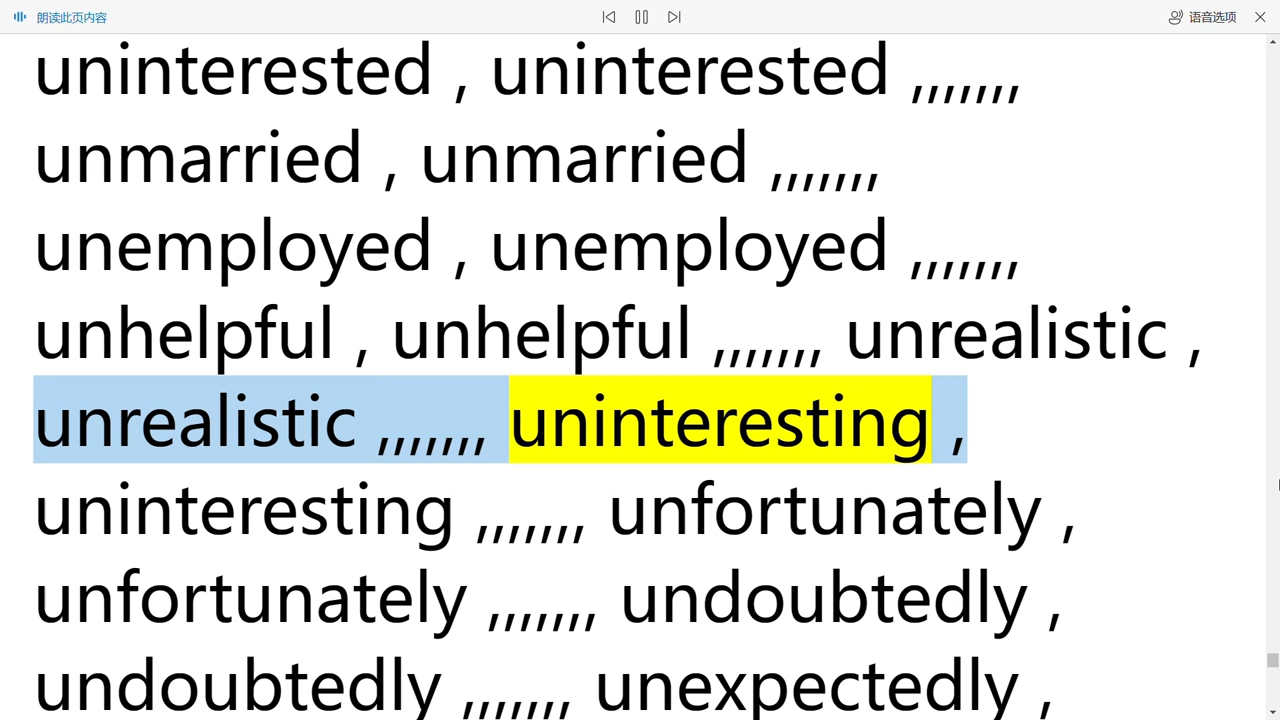 朗读此页内容 语音选项
uninterested , uninterested ,,,,,,,
unmarried , unmarried ,,,,,,,
unemployed , unemployed ,,,,,,,
unhelpful , unhelpful ,,,,,,, unrealistic ,
unrealistic ,,,,,,, uninteresting ,
uninteresting ,,,,,,, unfortunately ,
unfortunately ,,,,,,, undoubtedly ,
undoubtedly ,,,,,,, unexpectedly ,